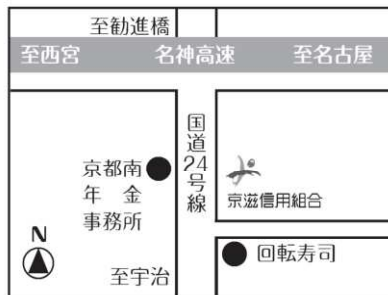 至勧進橋
至西宮 名神高速 至名古屋
国道24号線
京都南
年金
事務所
京滋信用組合
回転寿司
N
至宇治